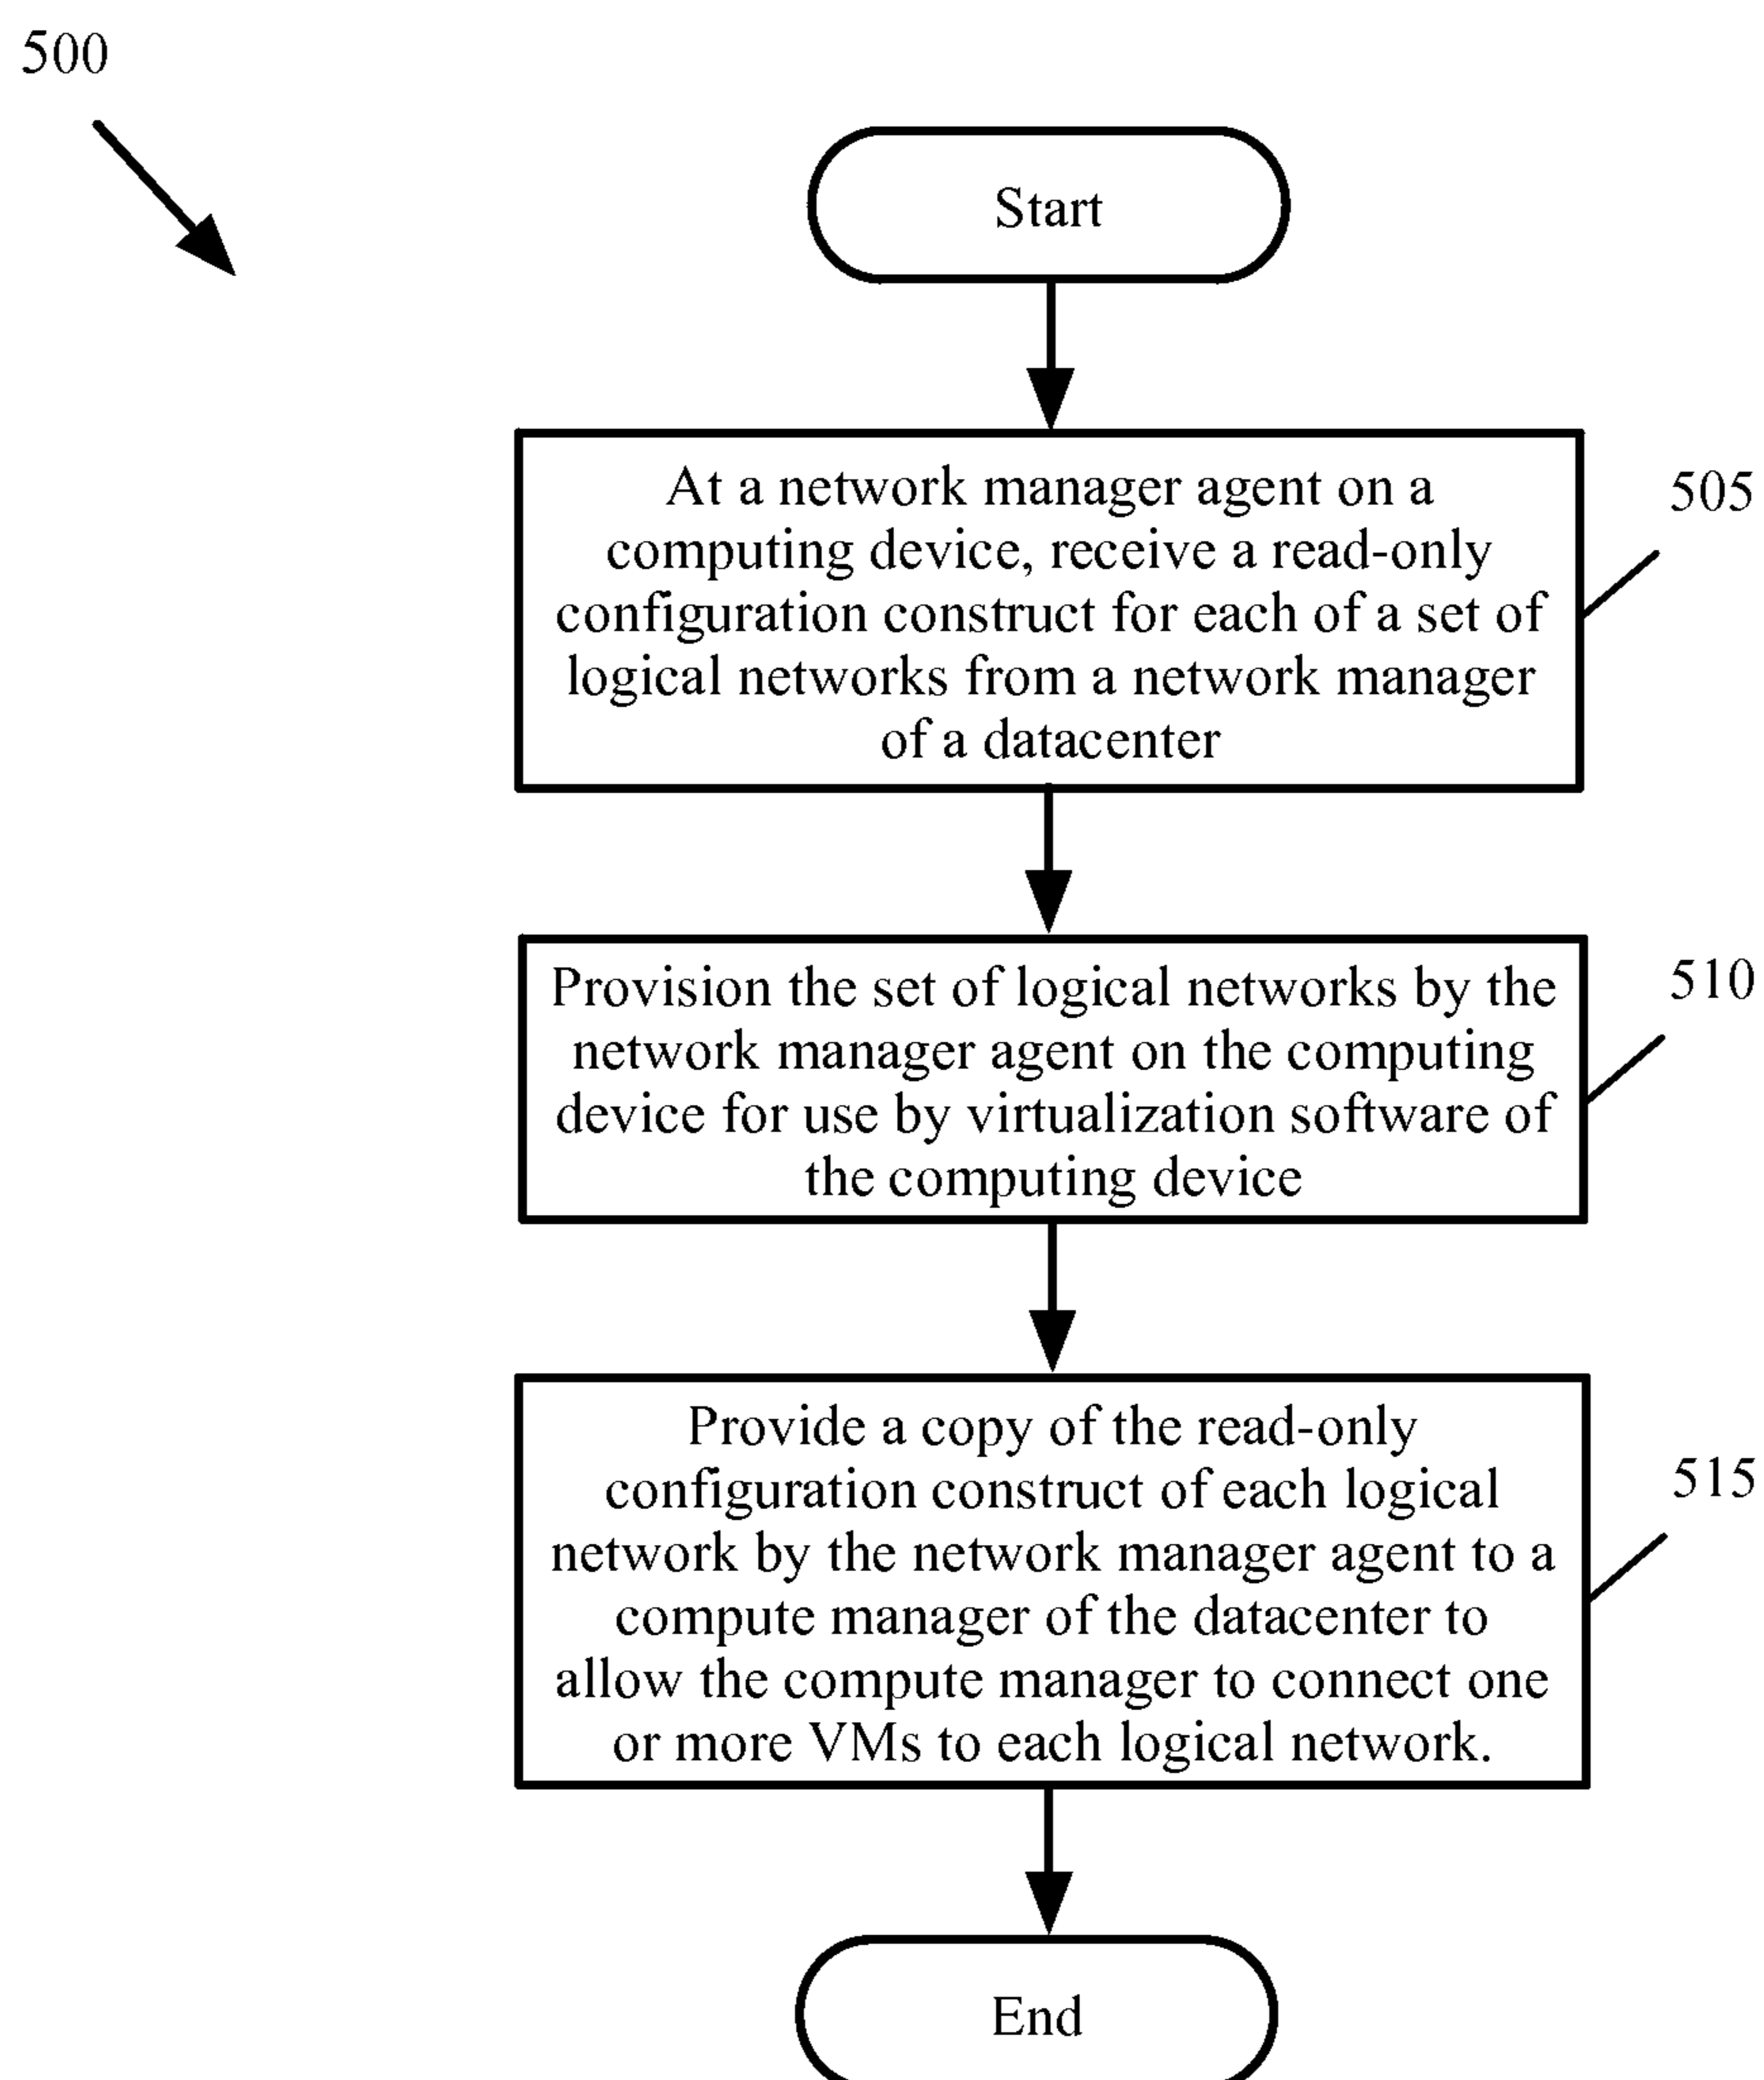 500
Start
At a network manager agent on a
computing device, receive a read-only
configuration construct for each of a set of
logical networks from a network manager
of a datacenter
505
Provision the set of logical networks by the
network manager agent on the computing
device for use by virtualization software of
the computing device
510
Provide a copy of the read-only
configuration construct of each logical
network by the network manager agent to a
compute manager of the datacenter to
allow the compute manager to connect one
or more VMs to each logical network.
515
End